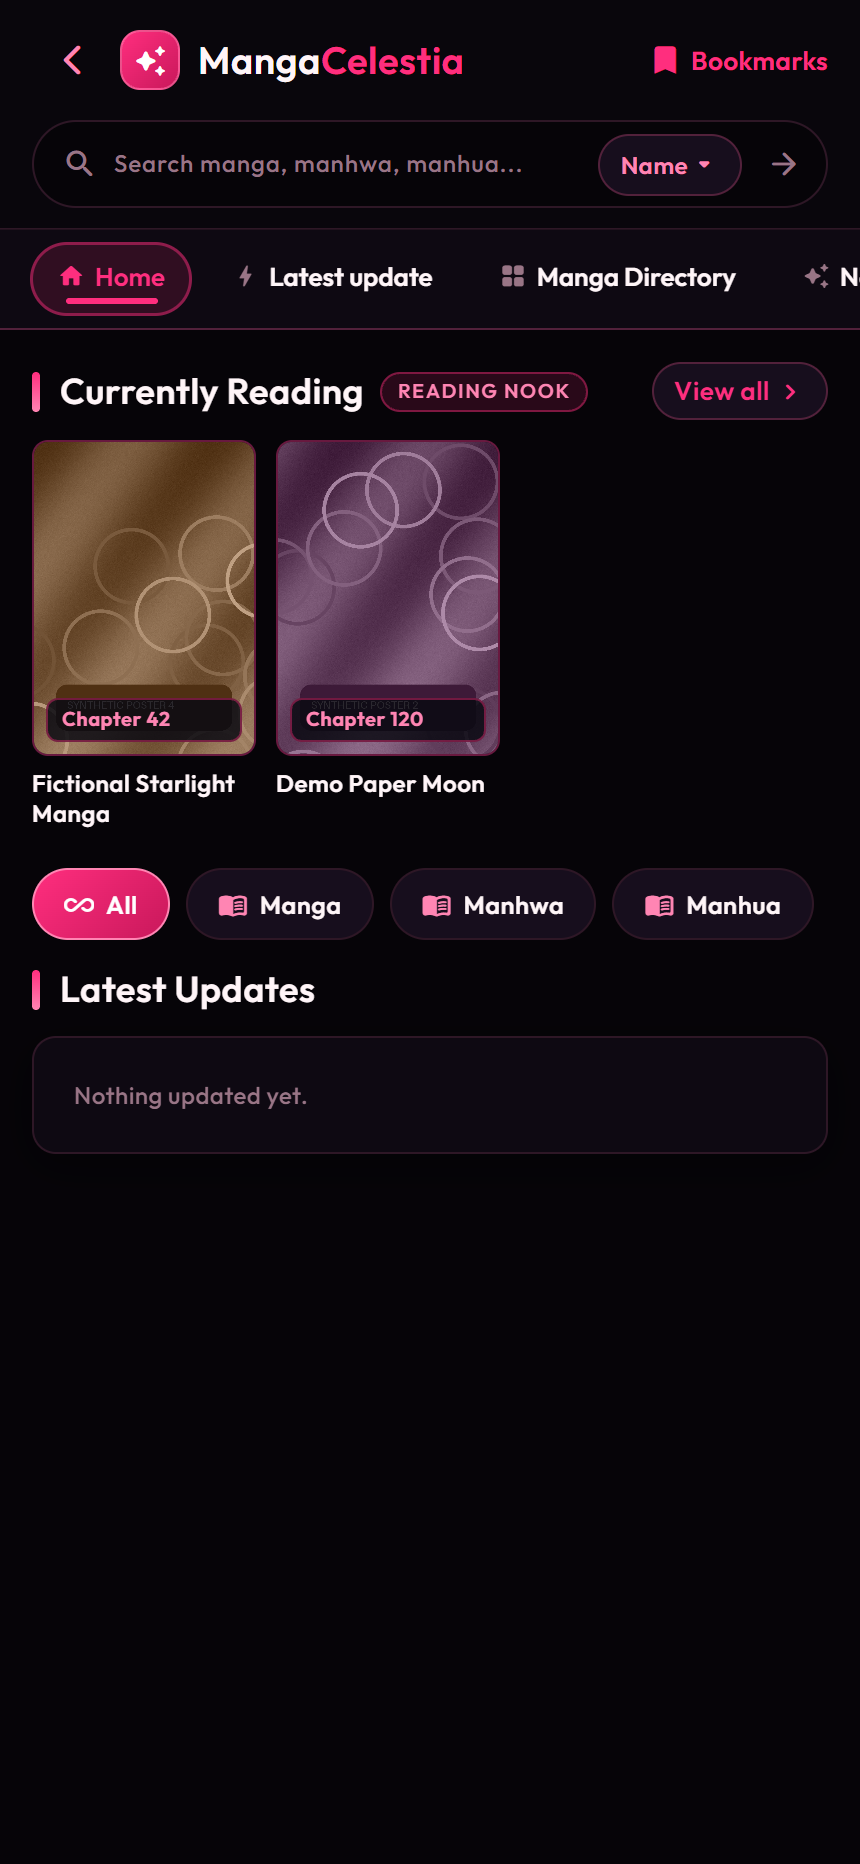 MangaCelestia
Bookmarks
Search manga, manhwa, manhua...
Name
Home
Latest update
Manga Directory
Currently Reading
READING NOOK
View all
SYNTHETIC POSTER 4
Chapter 42
SYNTHETIC POSTER 2
Chapter 120
Fictional Starlight
Manga
Demo Paper Moon
All
Manga
Manhwa
Manhua
Latest Updates
Nothing updated yet.